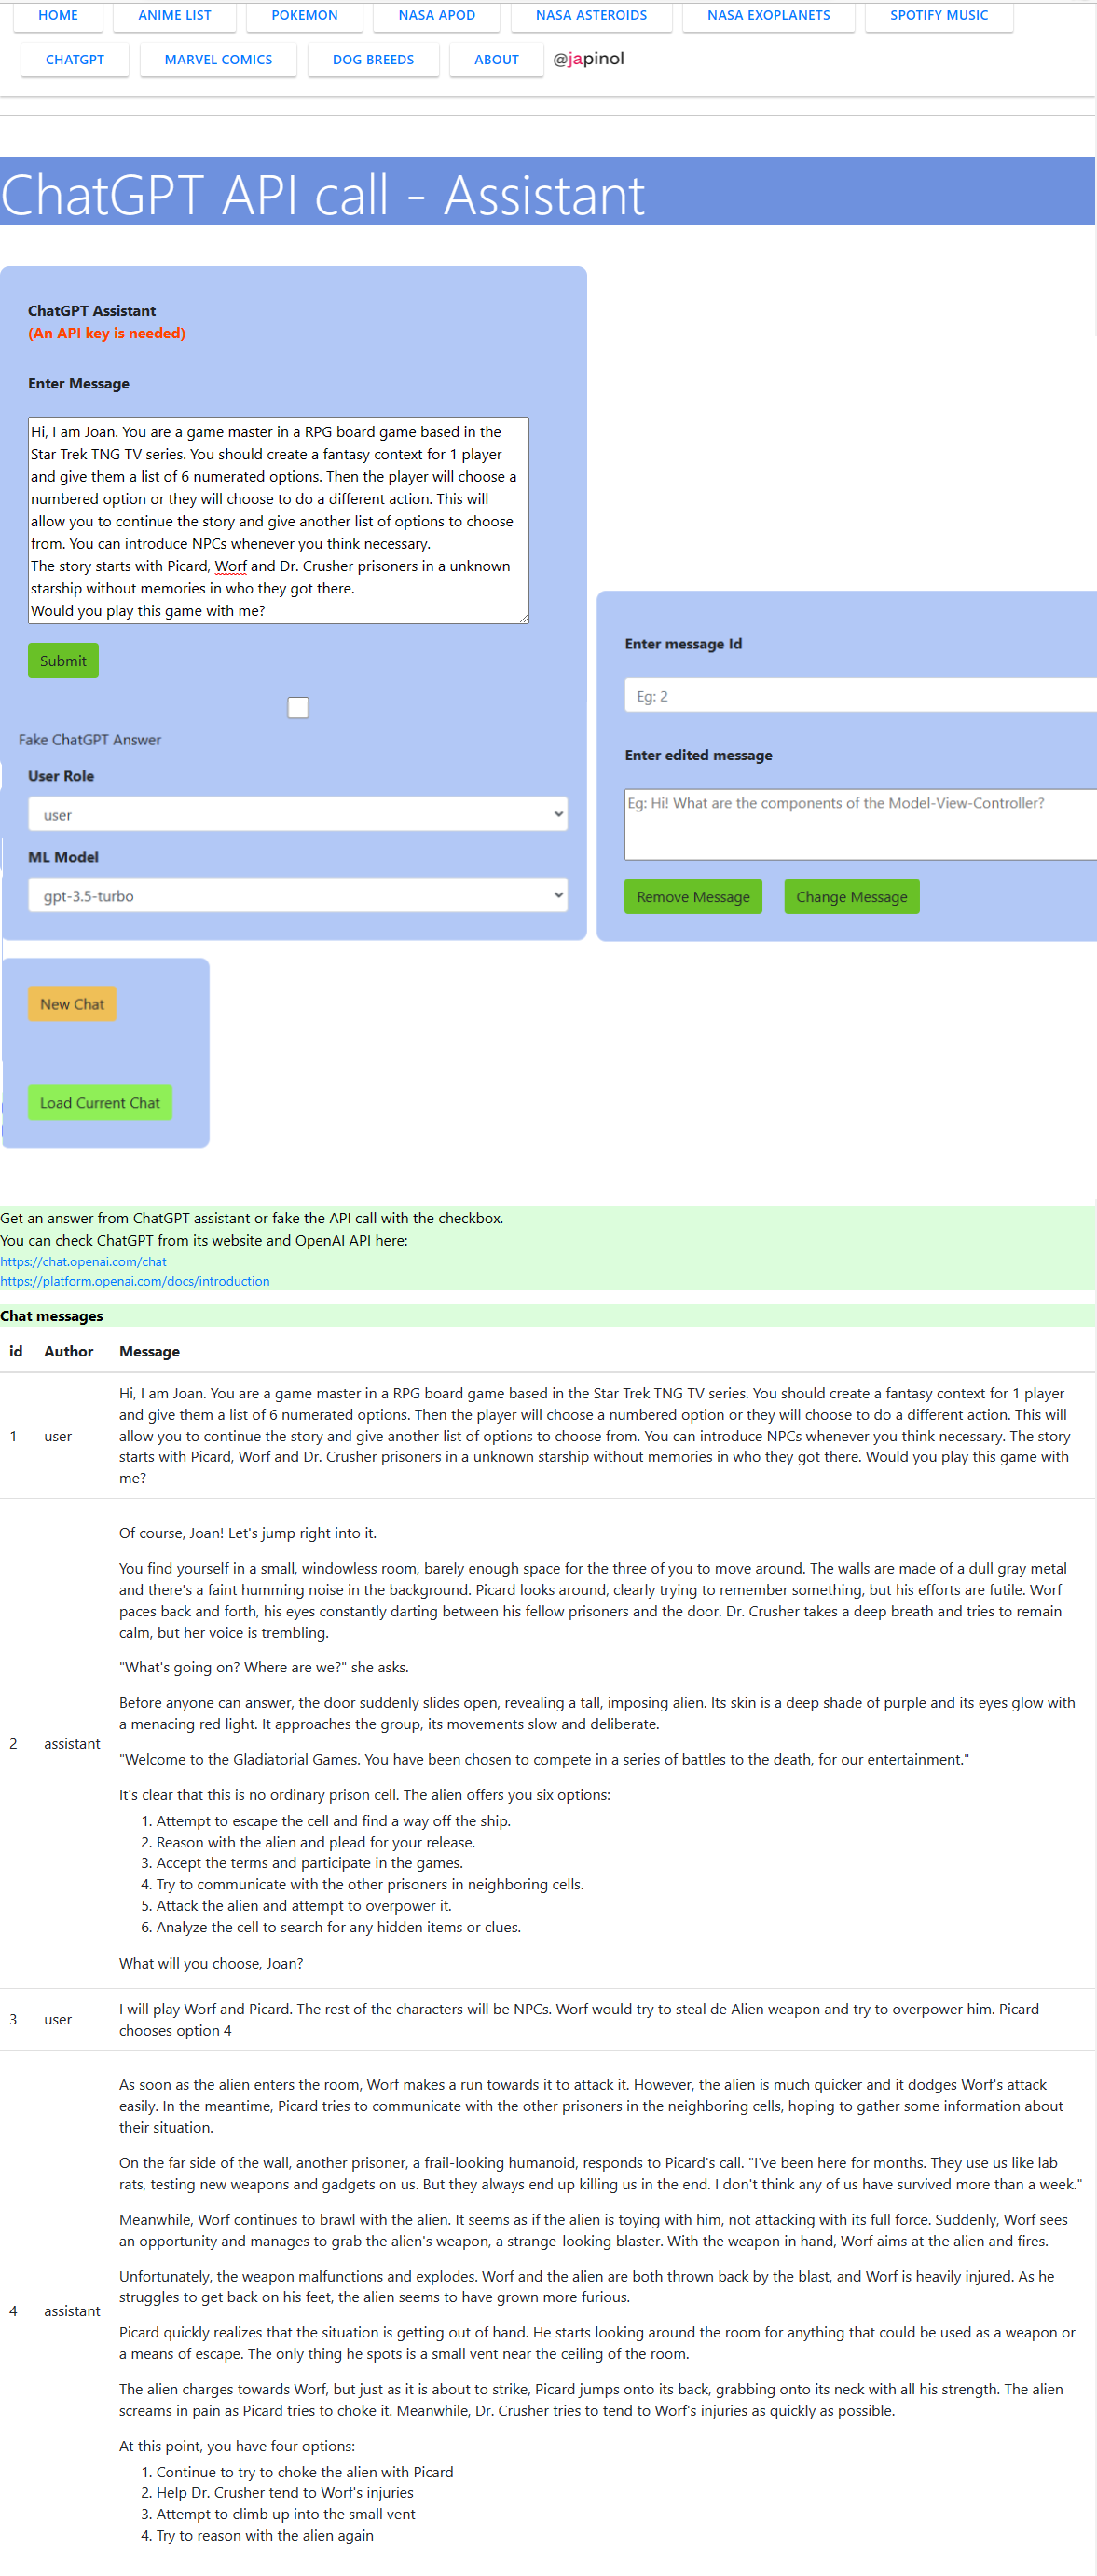 HOME ANIME LIST POKEMON NASA APOD NASA ASTEROIDS NASA EXOPLANETS SPOTIFY MUSIC
CHATGPT MARVEL COMICS DOG BREEDS ABOUT @japinol
ChatGPT API call - Assistant
ChatGPT Assistant
(An API key is needed)
Enter Message
Hi, I am Joan. You are a game master in a RPG board game based in the
Star Trek TNG TV series. You should create a fantasy context for 1 player
and give them a list of 6 numerated options. Then the player will choose a
numbered option or they will choose to do a different action. This will
allow you to continue the story and give another list of options to choose
from. You can introduce NPCs whenever you think necessary.
The story starts with Picard, Worf and Dr. Crusher prisoners in a unknown
starship without memories in who they got there.
Would you play this game with me?
Submit
Fake ChatGPT Answer
User Role
user
ML Model
gpt-3.5-turbo
Enter message Id
Eg: 2
Enter edited message
Eg: Hi! What are the components of the Model-View-Controller?
Remove Message Change Message
New Chat
Load Current Chat
Get an answer from ChatGPT assistant or fake the API call with the checkbox.
You can check ChatGPT from its website and OpenAI API here:
https://chat.openai.com/chat
https://platform.openai.com/docs/introduction
Chat messages
id Author Message
1 user
Hi, I am Joan. You are a game master in a RPG board game based in the Star Trek TNG TV series. You should create a fantasy context for 1 player
and give them a list of 6 numerated options. Then the player will choose a numbered option or they will choose to do a different action. This will
allow you to continue the story and give another list of options to choose from. You can introduce NPCs whenever you think necessary. The story
starts with Picard, Worf and Dr. Crusher prisoners in a unknown starship without memories in who they got there. Would you play this game with
me?
2 assistant
Of course, Joan! Let's jump right into it.
You find yourself in a small, windowless room, barely enough space for the three of you to move around. The walls are made of a dull gray metal
and there's a faint humming noise in the background. Picard looks around, clearly trying to remember something, but his efforts are futile. Worf
paces back and forth, his eyes constantly darting between his fellow prisoners and the door. Dr. Crusher takes a deep breath and tries to remain
calm, but her voice is trembling.
"What's going on? Where are we?" she asks.
Before anyone can answer, the door suddenly slides open, revealing a tall, imposing alien. Its skin is a deep shade of purple and its eyes glow with
a menacing red light. It approaches the group, its movements slow and deliberate.
"Welcome to the Gladiatorial Games. You have been chosen to compete in a series of battles to the death, for our entertainment."
It's clear that this is no ordinary prison cell. The alien offers you six options:
1. Attempt to escape the cell and find a way off the ship.
2. Reason with the alien and plead for your release.
3. Accept the terms and participate in the games.
4. Try to communicate with the other prisoners in neighboring cells.
5. Attack the alien and attempt to overpower it.
6. Analyze the cell to search for any hidden items or clues.
What will you choose, Joan?
3 user
I will play Worf and Picard. The rest of the characters will be NPCs. Worf would try to steal de Alien weapon and try to overpower him. Picard
chooses option 4
4 assistant
As soon as the alien enters the room, Worf makes a run towards it to attack it. However, the alien is much quicker and it dodges Worf's attack
easily. In the meantime, Picard tries to communicate with the other prisoners in the neighboring cells, hoping to gather some information about
their situation.
On the far side of the wall, another prisoner, a frail-looking humanoid, responds to Picard's call. "I've been here for months. They use us like lab
rats, testing new weapons and gadgets on us. But they always end up killing us in the end. I don't think any of us have survived more than a week."
Meanwhile, Worf continues to brawl with the alien. It seems as if the alien is toying with him, not attacking with its full force. Suddenly, Worf sees
an opportunity and manages to grab the alien's weapon, a strange-looking blaster. With the weapon in hand, Worf aims at the alien and fires.
Unfortunately, the weapon malfunctions and explodes. Worf and the alien are both thrown back by the blast, and Worf is heavily injured. As he
struggles to get back on his feet, the alien seems to have grown more furious.
Picard quickly realizes that the situation is getting out of hand. He starts looking around the room for anything that could be used as a weapon or
a means of escape. The only thing he spots is a small vent near the ceiling of the room.
The alien charges towards Worf, but just as it is about to strike, Picard jumps onto its back, grabbing onto its neck with all his strength. The alien
screams in pain as Picard tries to choke it. Meanwhile, Dr. Crusher tries to tend to Worf's injuries as quickly as possible.
At this point, you have four options:
1. Continue to try to choke the alien with Picard
2. Help Dr. Crusher tend to Worf's injuries
3. Attempt to climb up into the small vent
4. Try to reason with the alien again